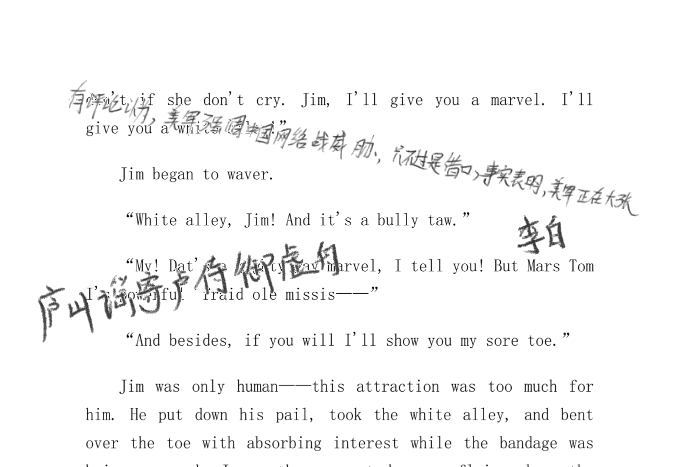 if she don't cry. Jim, I'll give you a marvel. I'll
give you a
有评论认为，美军强调中国网络战威胁，只不过是借口，事实表明，美军正在大张
Jim began to waver.
“White alley, Jim! And it's a bully taw.”
李白
“My! Dat's a marvel, I tell you! But Mars Tom
庐山谣寄卢侍御虚舟
'fraid ole missis——”
“And besides, if you will I'll show you my sore toe.”
Jim was only human——this attraction was too much for
him. He put down his pail, took the white alley, and bent
over the toe with absorbing interest while the bandage was